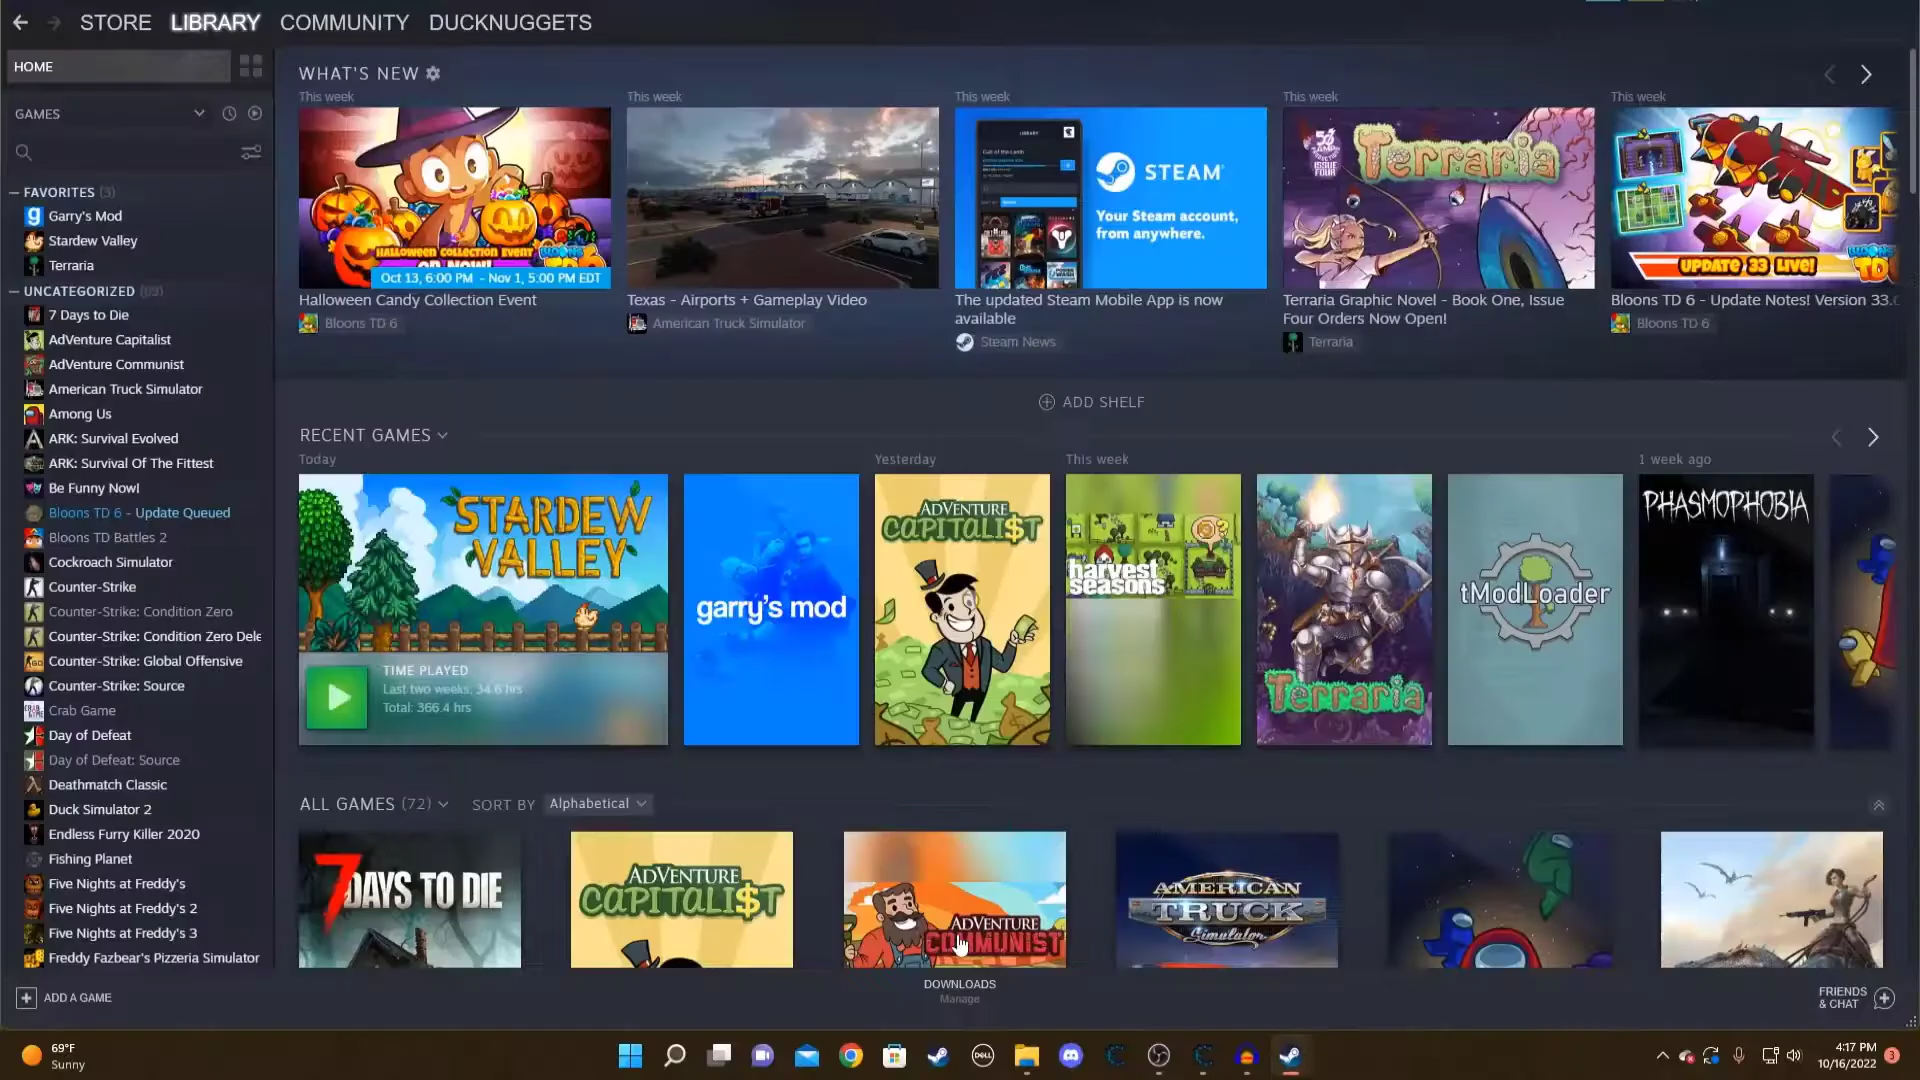 STORE LIBRARY COMMUNITY DUCKNUGGETS
HOME
GAMES
FAVORITES (3)
Garry's Mod
Stardew Valley
Terraria
UNCATEGORIZED
7 Days to Die
AdVenture Capitalist
AdVenture Communist
American Truck Simulator
Among Us
ARK: Survival Evolved
ARK: Survival Of The Fittest
Be Funny Now!
Bloons TD 6 - Update Queued
Bloons TD Battles 2
Cockroach Simulator
Counter-Strike
Counter-Strike: Condition Zero
Counter-Strike: Condition Zero Dele
Counter-Strike: Global Offensive
Counter-Strike: Source
Crab Game
Day of Defeat
Day of Defeat: Source
Deathmatch Classic
Duck Simulator 2
Endless Furry Killer 2020
Fishing Planet
Five Nights at Freddy's
Five Nights at Freddy's 2
Five Nights at Freddy's 3
Freddy Fazbear's Pizzeria Simulator
ADD A GAME
WHAT'S NEW
This week
HALLOWEEN COLLECTION EVENT
Oct 13, 6:00 PM - Nov 1, 5:00 PM EDT
Halloween Candy Collection Event
Bloons TD 6
This week
Texas - Airports + Gameplay Video
American Truck Simulator
This week
LIBRARY
STEAM
Your Steam account,
from anywhere.
The updated Steam Mobile App is now
available
Steam News
This week
Terraria
Terraria Graphic Novel - Book One, Issue
Four Orders Now Open!
Terraria
This week
UPDATE 33 LIVE!
BLOONS TD
Bloons TD 6 - Update Notes! Version 33.
Bloons TD 6
ADD SHELF
RECENT GAMES
Today
STARDEW
VALLEY
TIME PLAYED
Last two weeks: 34.6 hrs
Total: 366.4 hrs
garry's mod
Yesterday
ADVENTURE
CAPITALI$T
This week
harvest
seasons
Terraria
tModLoader
1 week ago
PHASMOPHOBIA
ALL GAMES (72) SORT BY Alphabetical
7 DAYS TO DIE
ADVENTURE
CAPITALI$T
ADVENTURE
COMMUNIST
AMERICAN
TRUCK
Simulator
DOWNLOADS
Manage
FRIENDS
& CHAT
69°F
Sunny
DELL
4:17 PM
10/16/2022
3